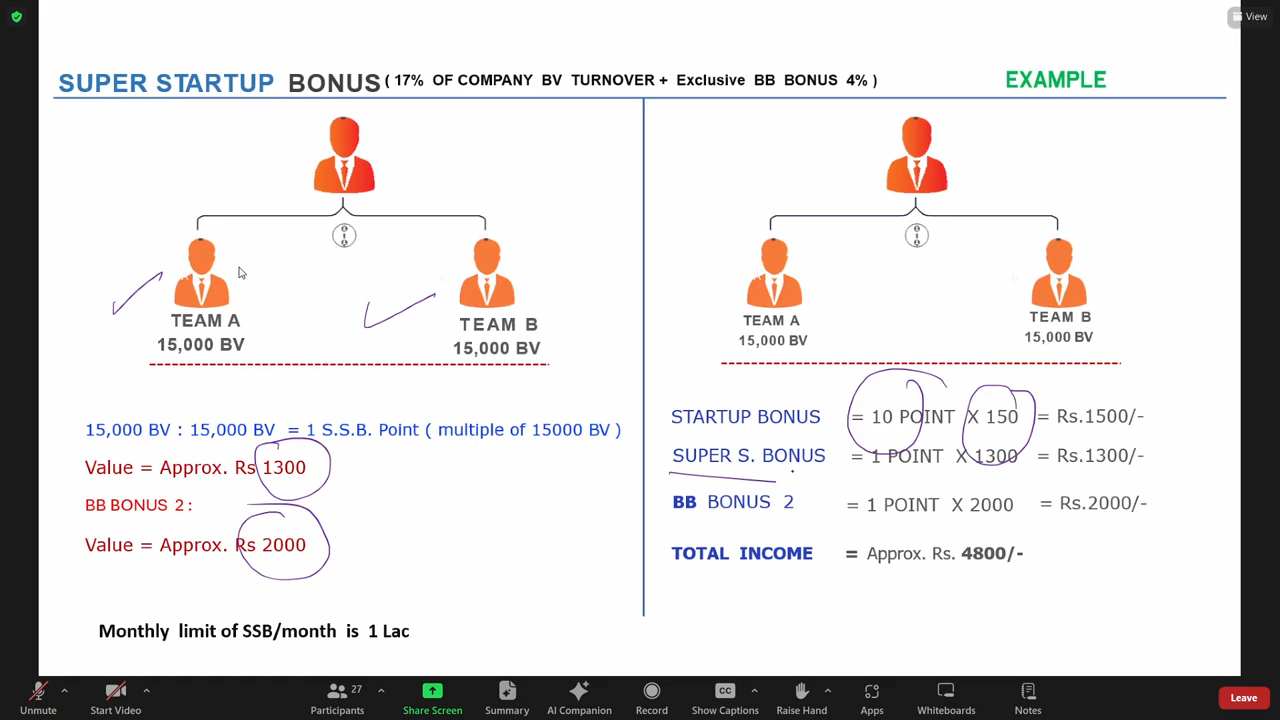 View
SUPER STARTUP BONUS ( 17% OF COMPANY BV TURNOVER + Exclusive BB BONUS 4% )
EXAMPLE
TEAM A
15,000 BV
TEAM B
15,000 BV
15,000 BV : 15,000 BV = 1 S.S.B. Point ( multiple of 15000 BV )
Value = Approx. Rs 1300
BB BONUS 2 :
Value = Approx. Rs 2000
Monthly limit of SSB/month is 1 Lac
TEAM A
15,000 BV
TEAM B
15,000 BV
STARTUP BONUS = 10 POINT X 150 = Rs.1500/-
SUPER S. BONUS = 1 POINT X 1300 = Rs.1300/-
BB BONUS 2 = 1 POINT X 2000 = Rs.2000/-
TOTAL INCOME = Approx. Rs. 4800/-
Unmute
Start Video
27
Participants
Share Screen
Summary
AI Companion
Record
CC
Show Captions
Raise Hand
Apps
Whiteboards
Notes
Leave